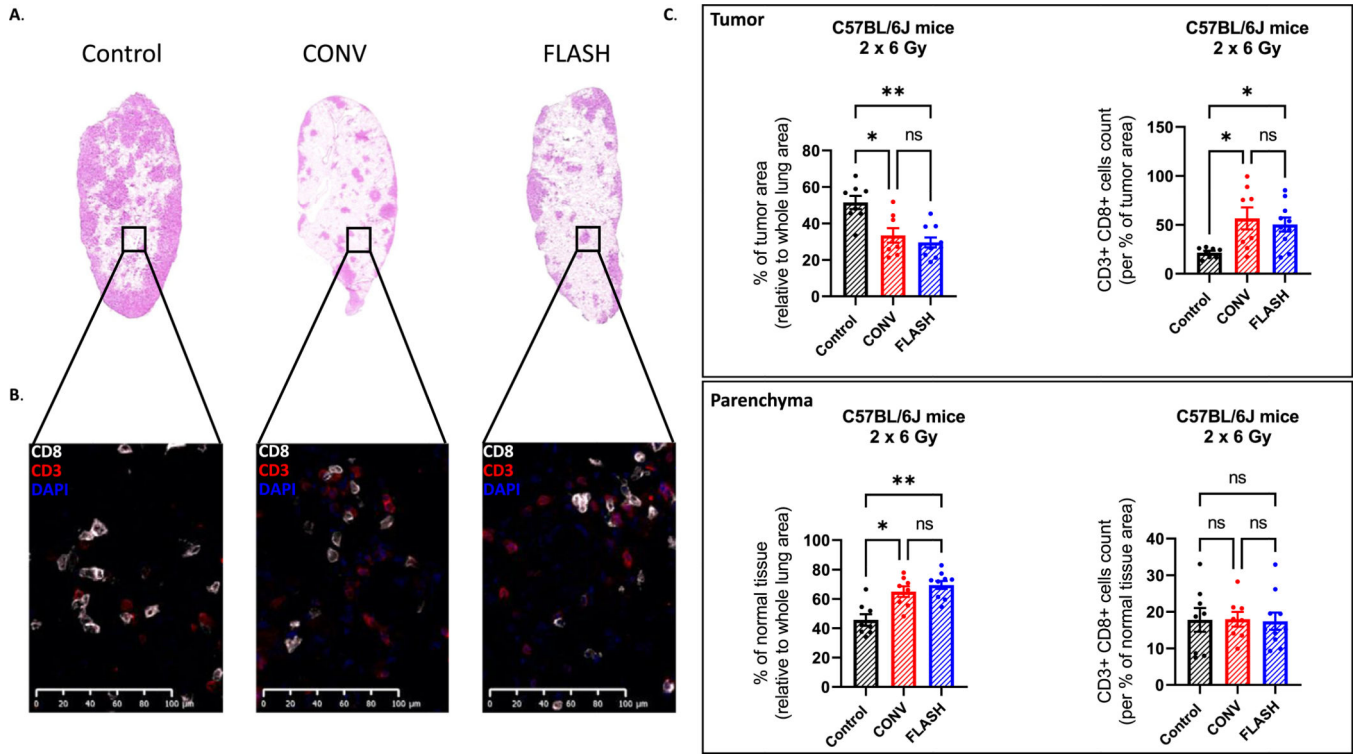 A.
Control
CONV
FLASH
B.
CD8
CD3
DAPI
0 20 40 60 80 100 µm
CD8
CD3
DAPI
0 20 40 60 80 100 µm
CD8
CD3
DAPI
0 20 40 60 80 100 µm
C.
Tumor
C57BL/6J mice
2 x 6 Gy
% of tumor area
(relative to whole lung area)
80
60
40
20
0
**
*
ns
Control
CONV
FLASH
C57BL/6J mice
2 x 6 Gy
CD3+ CD8+ cells count
(per % of tumor area)
150
100
50
0
*
*
ns
Control
CONV
FLASH
Parenchyma
C57BL/6J mice
2 x 6 Gy
% of normal tissue
(relative to whole lung area)
100
80
60
40
20
0
**
*
ns
Control
CONV
FLASH
C57BL/6J mice
2 x 6 Gy
CD3+ CD8+ cells count
(per % of normal tissue area)
40
30
20
10
0
ns
ns
ns
Control
CONV
FLASH